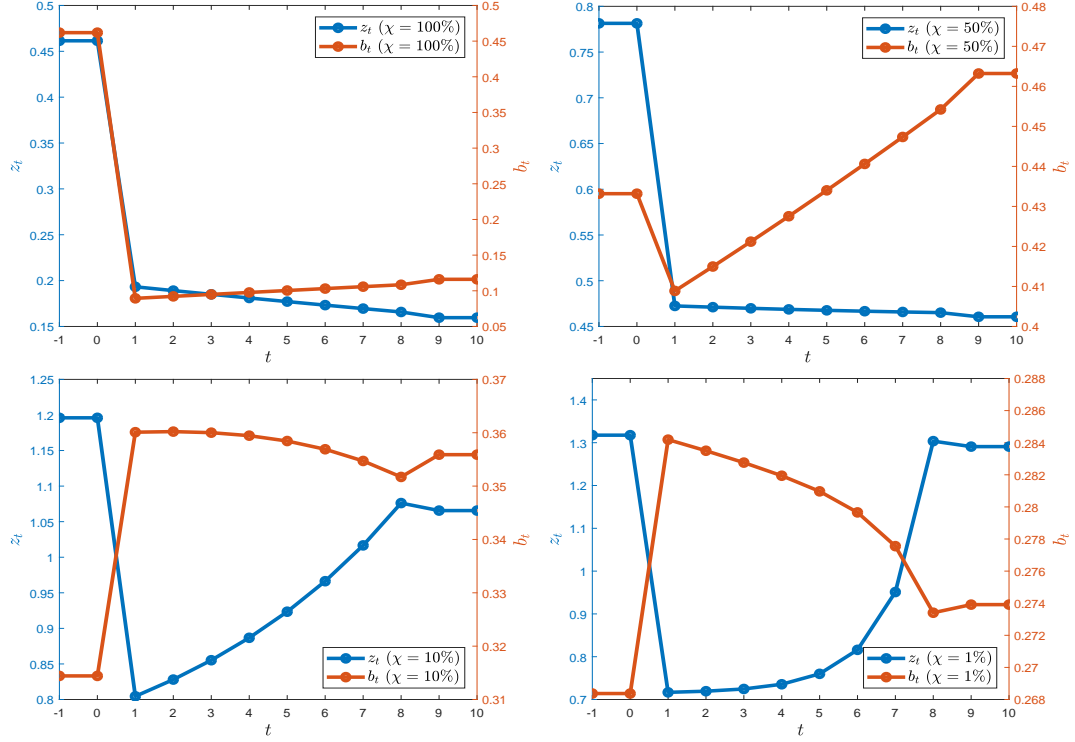 0.5
0.45
0.4
0.35
0.3
0.25
0.2
0.15
z_t
-1 0 1 2 3 4 5 6 7 8 9 10
t
0.5
0.45
0.4
0.35
0.3
0.25
0.2
0.15
0.1
0.05
b_t
z_t (χ = 100%)
b_t (χ = 100%)
0.8
0.75
0.7
0.65
0.6
0.55
0.5
0.45
z_t
-1 0 1 2 3 4 5 6 7 8 9 10
t
0.48
0.47
0.46
0.45
0.44
0.43
0.42
0.41
0.4
b_t
z_t (χ = 50%)
b_t (χ = 50%)
1.25
1.2
1.15
1.1
1.05
1
0.95
0.9
0.85
0.8
z_t
-1 0 1 2 3 4 5 6 7 8 9 10
t
0.37
0.36
0.35
0.34
0.33
0.32
0.31
b_t
z_t (χ = 10%)
b_t (χ = 10%)
1.4
1.3
1.2
1.1
1
0.9
0.8
0.7
z_t
-1 0 1 2 3 4 5 6 7 8 9 10
t
0.288
0.286
0.284
0.282
0.28
0.278
0.276
0.274
0.272
0.27
0.268
b_t
z_t (χ = 1%)
b_t (χ = 1%)